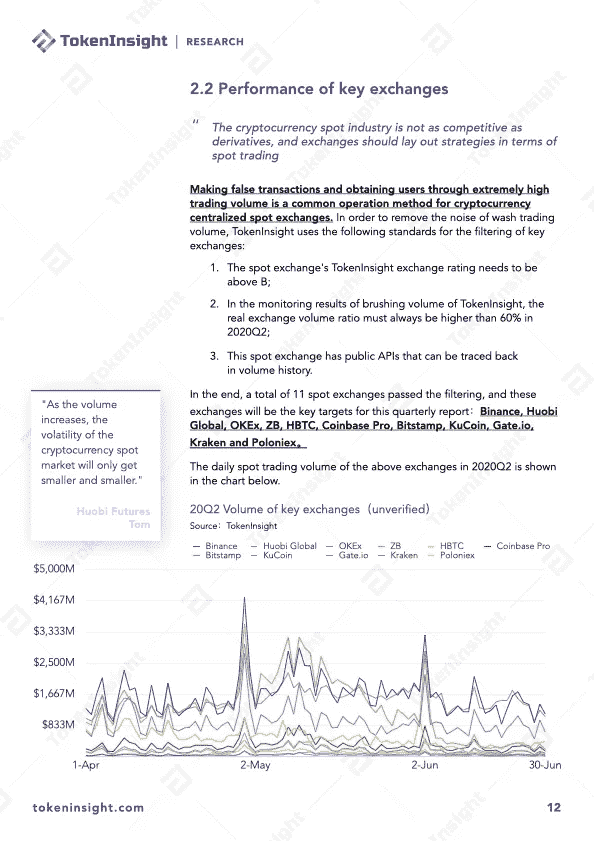 TokenInsight | RESEARCH
2.2 Performance of key exchanges
“ The cryptocurrency spot industry is not as competitive as
derivatives, and exchanges should lay out strategies in terms of
spot trading
Making false transactions and obtaining users through extremely high
trading volume is a common operation method for cryptocurrency
centralized spot exchanges. In order to remove the noise of wash trading
volume, TokenInsight uses the following standards for the filtering of key
exchanges:
1. The spot exchange's TokenInsight exchange rating needs to be
above B;
2. In the monitoring results of brushing volume of TokenInsight, the
real exchange volume ratio must always be higher than 60% in
2020Q2;
3. This spot exchange has public APIs that can be traced back
in volume history.
In the end, a total of 11 spot exchanges passed the filtering, and these
exchanges will be the key targets for this quarterly report：Binance, Huobi
Global, OKEx, ZB, HBTC, Coinbase Pro, Bitstamp, KuCoin, Gate.io,
Kraken and Poloniex。
The daily spot trading volume of the above exchanges in 2020Q2 is shown
in the chart below.
"As the volume
increases, the
volatility of the
cryptocurrency spot
market will only get
smaller and smaller."
Huobi Futures
Tom
20Q2 Volume of key exchanges（unverified）
Source：TokenInsight
Binance Huobi Global OKEx ZB HBTC Coinbase Pro
Bitstamp KuCoin Gate.io Kraken Poloniex
$5,000M
$4,167M
$3,333M
$2,500M
$1,667M
$833M
1-Apr 2-May 2-Jun 30-Jun
tokeninsight.com 12